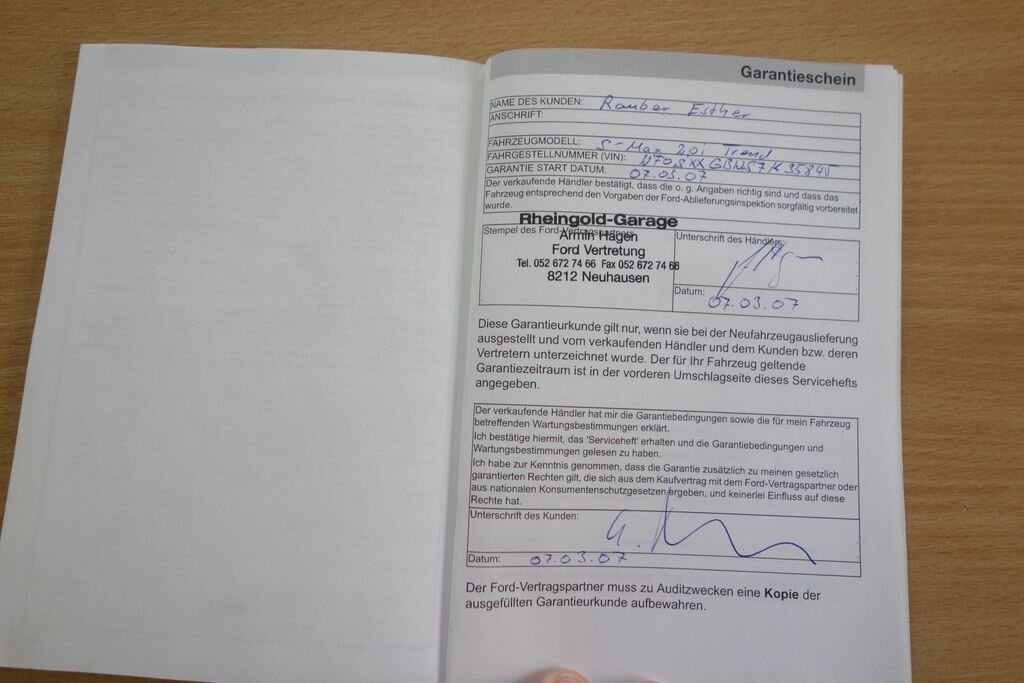 Garantieschein
NAME DES KUNDEN: Rauber Esther
ANSCHRIFT:
FAHRZEUGMODELL: S-Max 2.0i Trend
FAHRGESTELLNUMMER (VIN):
GARANTIE START DATUM: 07.03.07
Der verkaufende Händler bestätigt, dass die o. g. Angaben richtig sind und dass das
Fahrzeug entsprechend den Vorgaben der Ford-Ablieferungsinspektion sorgfältig vorbereitet
wurde.
Rheingold-Garage
Stempel des Ford-Vertragspartners
Armin Hagen
Ford Vertretung
Tel. 052 672 74 66 Fax 052 672 74 68
8212 Neuhausen
Unterschrift des Händlers:
Datum: 07.03.07
Diese Garantieurkunde gilt nur, wenn sie bei der Neufahrzeugauslieferung
ausgestellt und vom verkaufenden Händler und dem Kunden bzw. deren
Vertretern unterzeichnet wurde. Der für Ihr Fahrzeug geltende
Garantiezeitraum ist in der vorderen Umschlagseite dieses Servicehefts
angegeben.
Der verkaufende Händler hat mir die Garantiebedingungen sowie die für mein Fahrzeug
betreffenden Wartungsbestimmungen erklärt.
Ich bestätige hiermit, das 'Serviceheft' erhalten und die Garantiebedingungen und
Wartungsbestimmungen gelesen zu haben.
Ich habe zur Kenntnis genommen, dass die Garantie zusätzlich zu meinen gesetzlich
garantierten Rechten gilt, die sich aus dem Kaufvertrag mit dem Ford-Vertragspartner oder
aus nationalen Konsumentenschutzgesetzen ergeben, und keinerlei Einfluss auf diese
Rechte hat.
Unterschrift des Kunden:
Datum: 07.03.07
Der Ford-Vertragspartner muss zu Auditzwecken eine Kopie der
ausgefüllten Garantieurkunde aufbewahren.